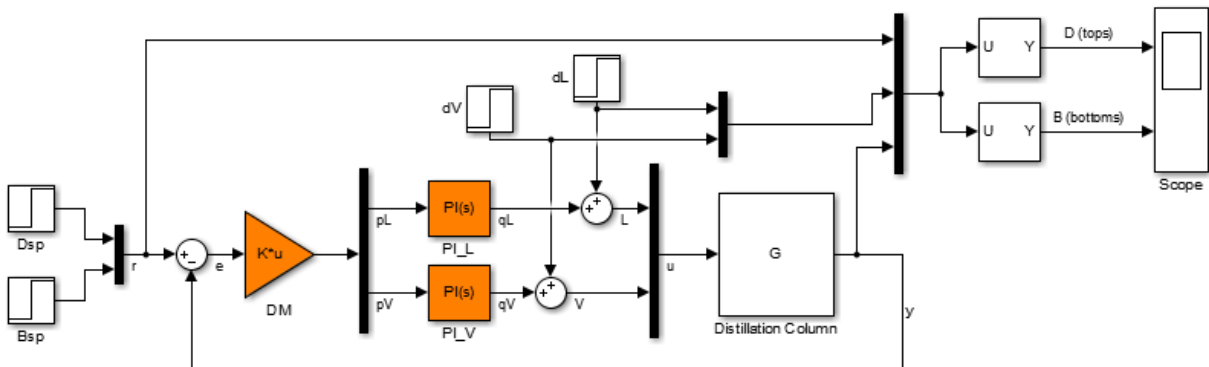 D (tops)
U Y
dL
dV
B (bottoms)
U Y
Scope
Dsp
PI(s)
pL
qL
L
PI_L
r
e
K*u
u
G
DM
PI(s)
pV
qV
V
PI_V
Distillation Column
Bsp
y